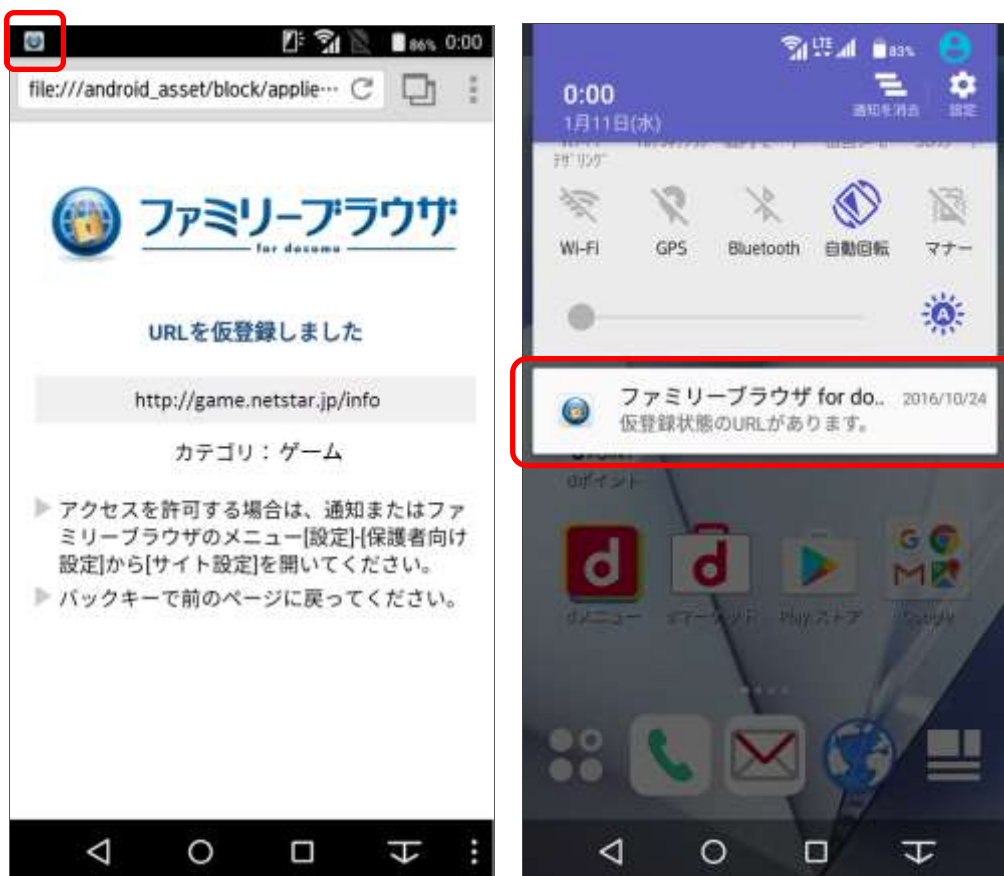 86% 0:00
file:///android_asset/block/applie…
ファミリーブラウザ
for docomo
URLを仮登録しました
http://game.netstar.jp/info
カテゴリ：ゲーム
アクセスを許可する場合は、通知またはファ
ミリーブラウザのメニュー[設定]-[保護者向け
設定]から[サイト設定]を開いてください。
バックキーで前のページに戻ってください。
LTE 83%
0:00
1月11日(水)
通知を消去 設定
ﾃｻﾞﾘﾝｸﾞ
Wi-Fi GPS Bluetooth 自動回転 マナー
A
ファミリーブラウザ for do.. 2016/10/24
仮登録状態のURLがあります。
dポイント
dメニュー dマーケット Play ストア Google